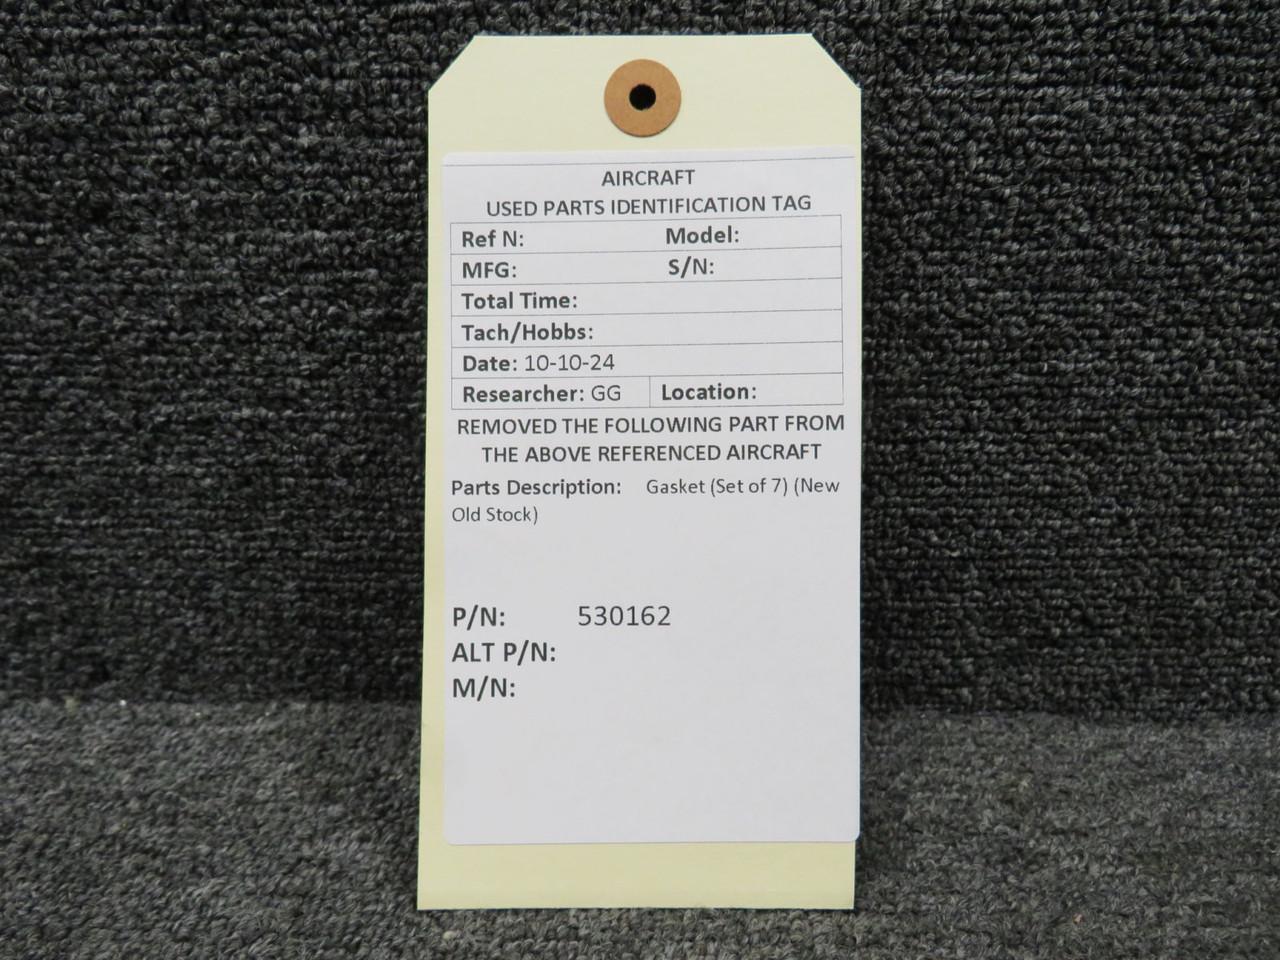 AIRCRAFT
USED PARTS IDENTIFICATION TAG
Ref N: Model:
MFG: S/N:
Total Time:
Tach/Hobbs:
Date: 10-10-24
Researcher: GG Location:
REMOVED THE FOLLOWING PART FROM
THE ABOVE REFERENCED AIRCRAFT
Parts Description: Gasket (Set of 7) (New
Old Stock)
P/N: 530162
ALT P/N:
M/N: